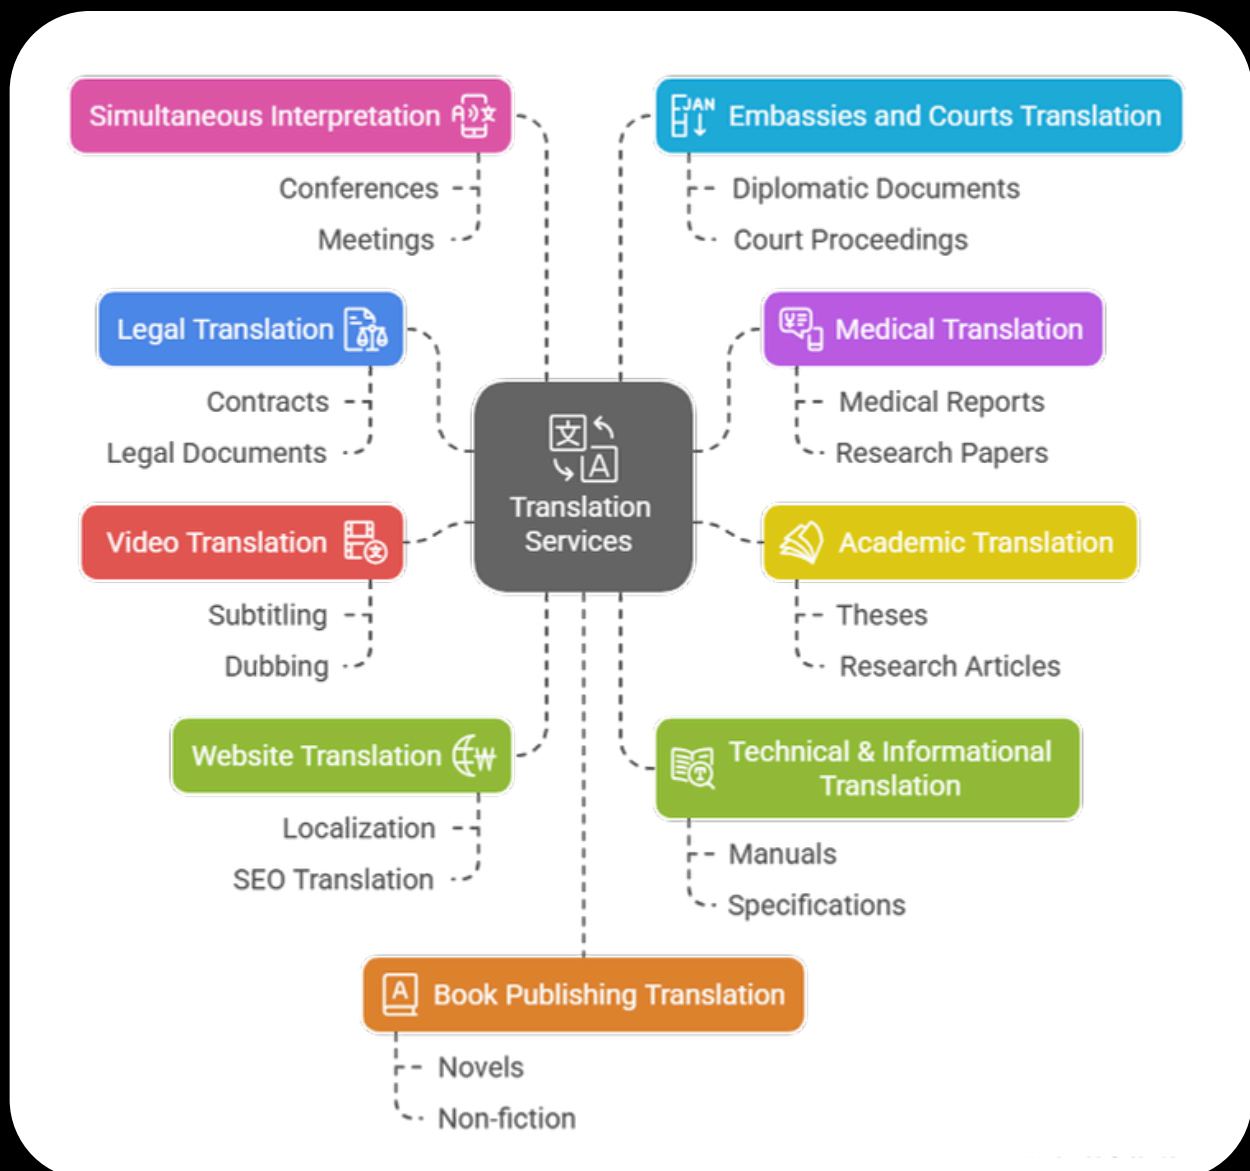 Simultaneous Interpretation
Conferences
Meetings
Embassies and Courts Translation
JAN
Diplomatic Documents
Court Proceedings
Legal Translation
Contracts
Legal Documents
Medical Translation
Medical Reports
Research Papers
文
A
Translation
Services
Video Translation
Subtitling
Dubbing
Academic Translation
Theses
Research Articles
Website Translation
Localization
SEO Translation
Technical & Informational
Translation
Manuals
Specifications
A
Book Publishing Translation
Novels
Non-fiction